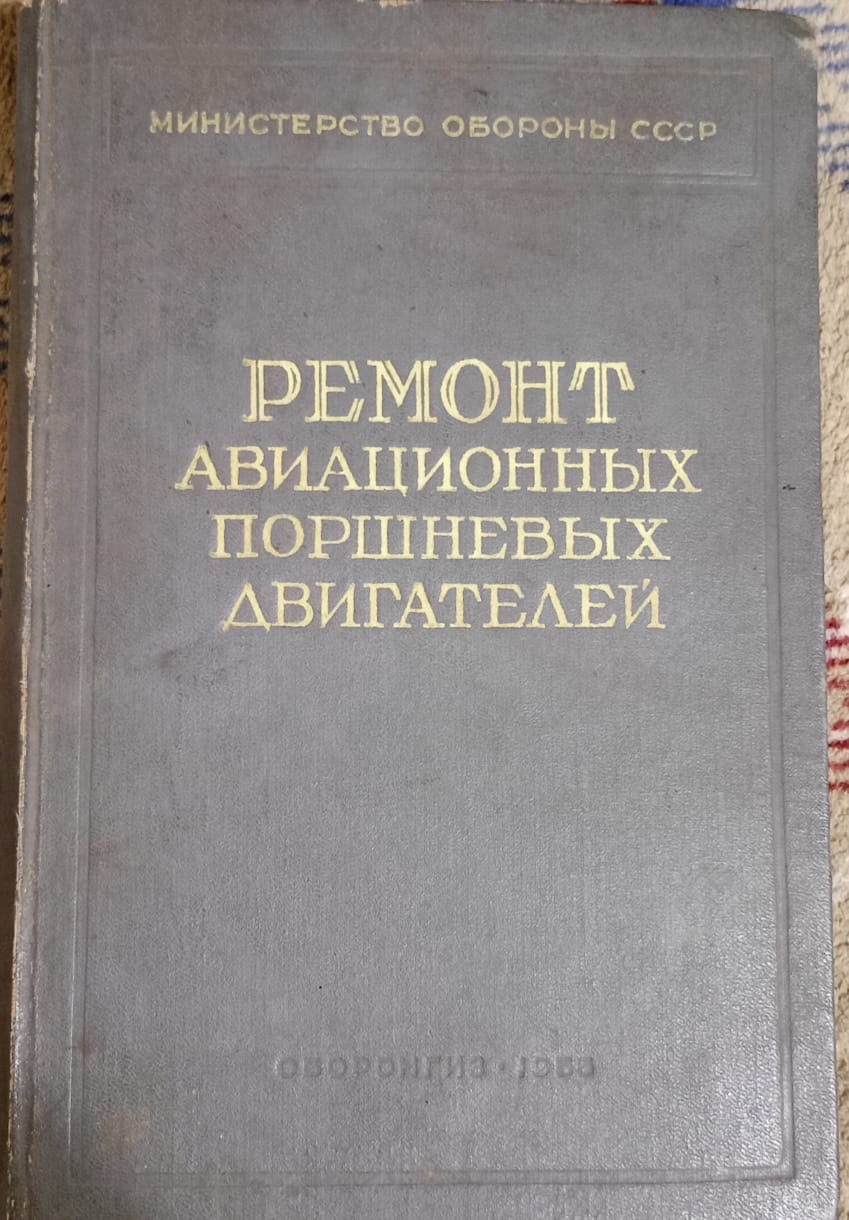 МИНИСТЕРСТВО ОБОРОНЫ СССР
РЕМОНТ
АВИАЦИОННЫХ
ПОРШНЕВЫХ
ДВИГАТЕЛЕЙ
ОБОРОНГИЗ